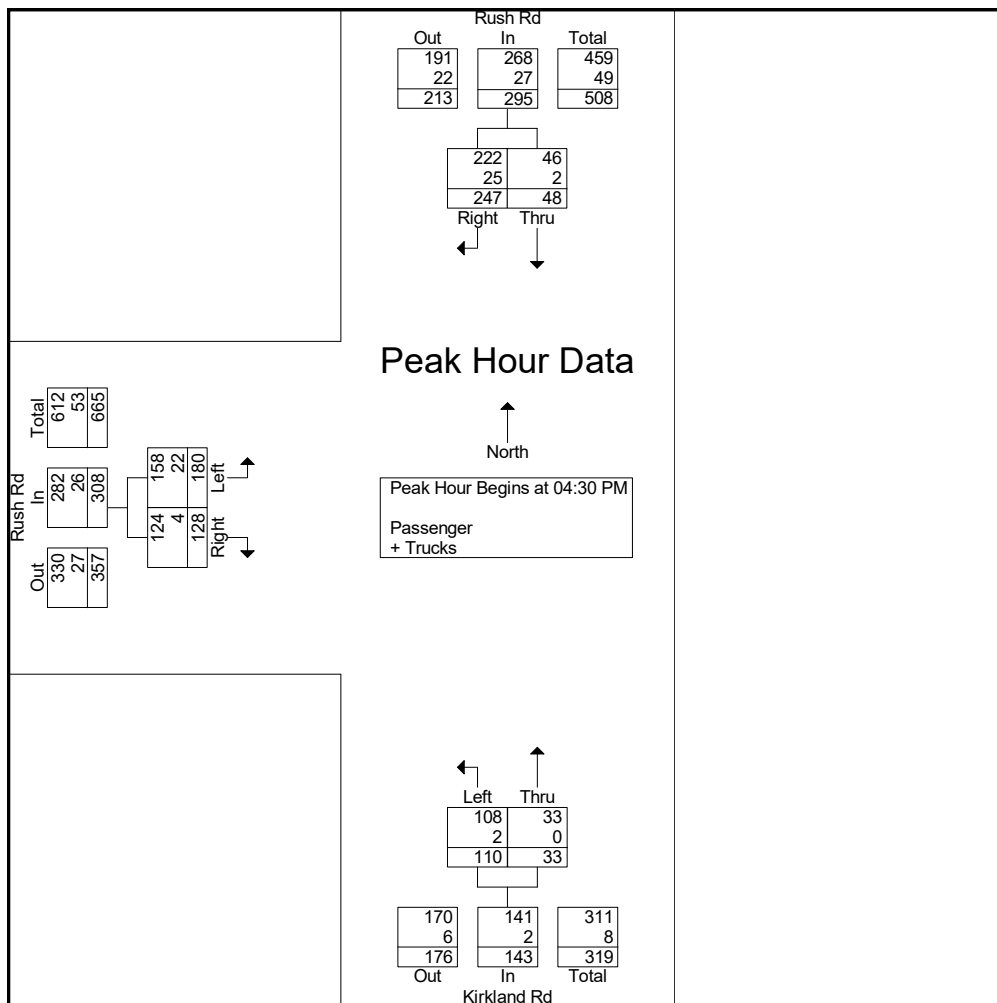 Rush Rd
Out In Total
191 268 459
22 27 49
213 295 508
222 46
25 2
247 48
Right Thru
Peak Hour Data
North
Peak Hour Begins at 04:30 PM
Passenger
+ Trucks
Rush Rd
Out In Total
330 282 612
27 26 53
357 308 665
124 158
4 22
128 180
Right Left
Left Thru
108 33
2 0
110 33
170 141 311
6 2 8
176 143 319
Out In Total
Kirkland Rd